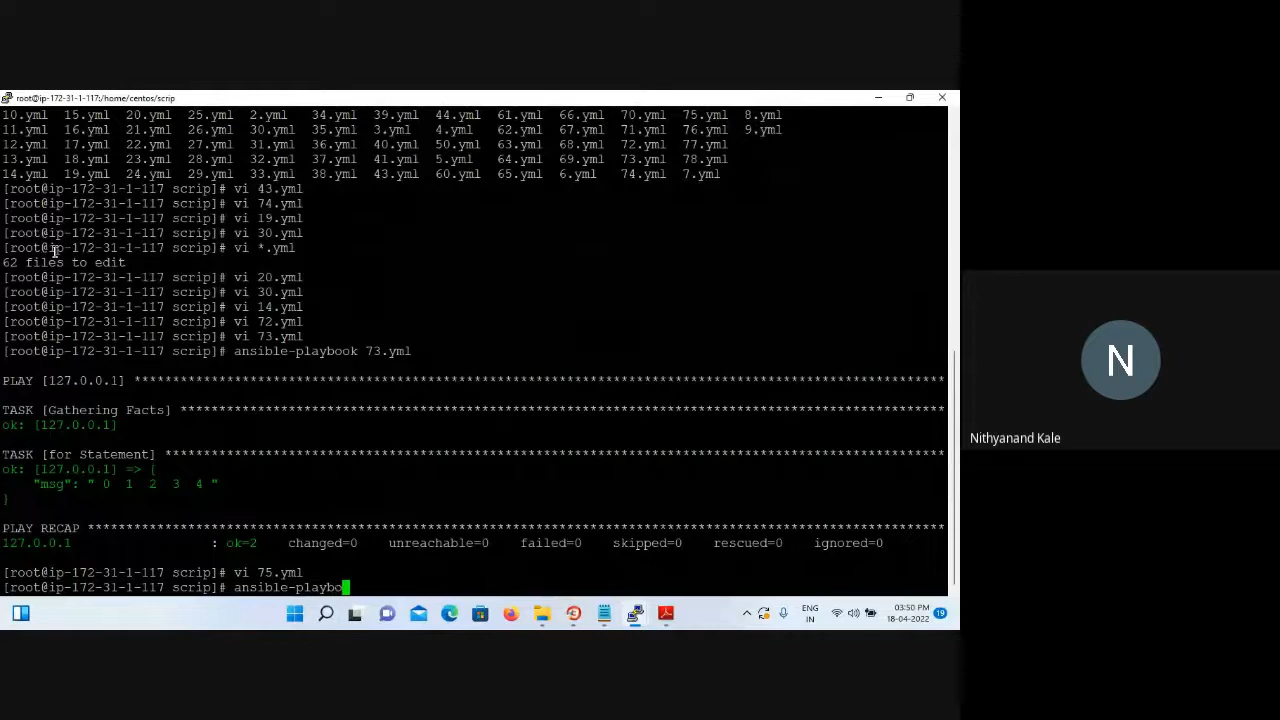 root@ip-172-31-1-117:/home/centos/scrip
10.yml 15.yml 20.yml 25.yml 2.yml 34.yml 39.yml 44.yml 61.yml 66.yml 70.yml 75.yml 8.yml
11.yml 16.yml 21.yml 26.yml 30.yml 35.yml 3.yml 4.yml 62.yml 67.yml 71.yml 76.yml 9.yml
12.yml 17.yml 22.yml 27.yml 31.yml 36.yml 40.yml 50.yml 63.yml 68.yml 72.yml 77.yml
13.yml 18.yml 23.yml 28.yml 32.yml 37.yml 41.yml 5.yml 64.yml 69.yml 73.yml 78.yml
14.yml 19.yml 24.yml 29.yml 33.yml 38.yml 43.yml 60.yml 65.yml 6.yml 74.yml 7.yml
[root@ip-172-31-1-117 scrip]# vi 43.yml
[root@ip-172-31-1-117 scrip]# vi 74.yml
[root@ip-172-31-1-117 scrip]# vi 19.yml
[root@ip-172-31-1-117 scrip]# vi 30.yml
[root@ip-172-31-1-117 scrip]# vi *.yml
62 files to edit
[root@ip-172-31-1-117 scrip]# vi 20.yml
[root@ip-172-31-1-117 scrip]# vi 30.yml
[root@ip-172-31-1-117 scrip]# vi 14.yml
[root@ip-172-31-1-117 scrip]# vi 72.yml
[root@ip-172-31-1-117 scrip]# vi 73.yml
[root@ip-172-31-1-117 scrip]# ansible-playbook 73.yml
PLAY [127.0.0.1] *******************************************************************************************************
TASK [Gathering Facts] *************************************************************************************************
ok: [127.0.0.1]
TASK [for Statement] ***************************************************************************************************
ok: [127.0.0.1] => {
"msg": " 0 1 2 3 4 "
}
PLAY RECAP *************************************************************************************************************
127.0.0.1 : ok=2 changed=0 unreachable=0 failed=0 skipped=0 rescued=0 ignored=0
[root@ip-172-31-1-117 scrip]# vi 75.yml
[root@ip-172-31-1-117 scrip]# ansible-playbo
N
Nithyanand Kale
ENG
IN
03:50 PM
18-04-2022
19